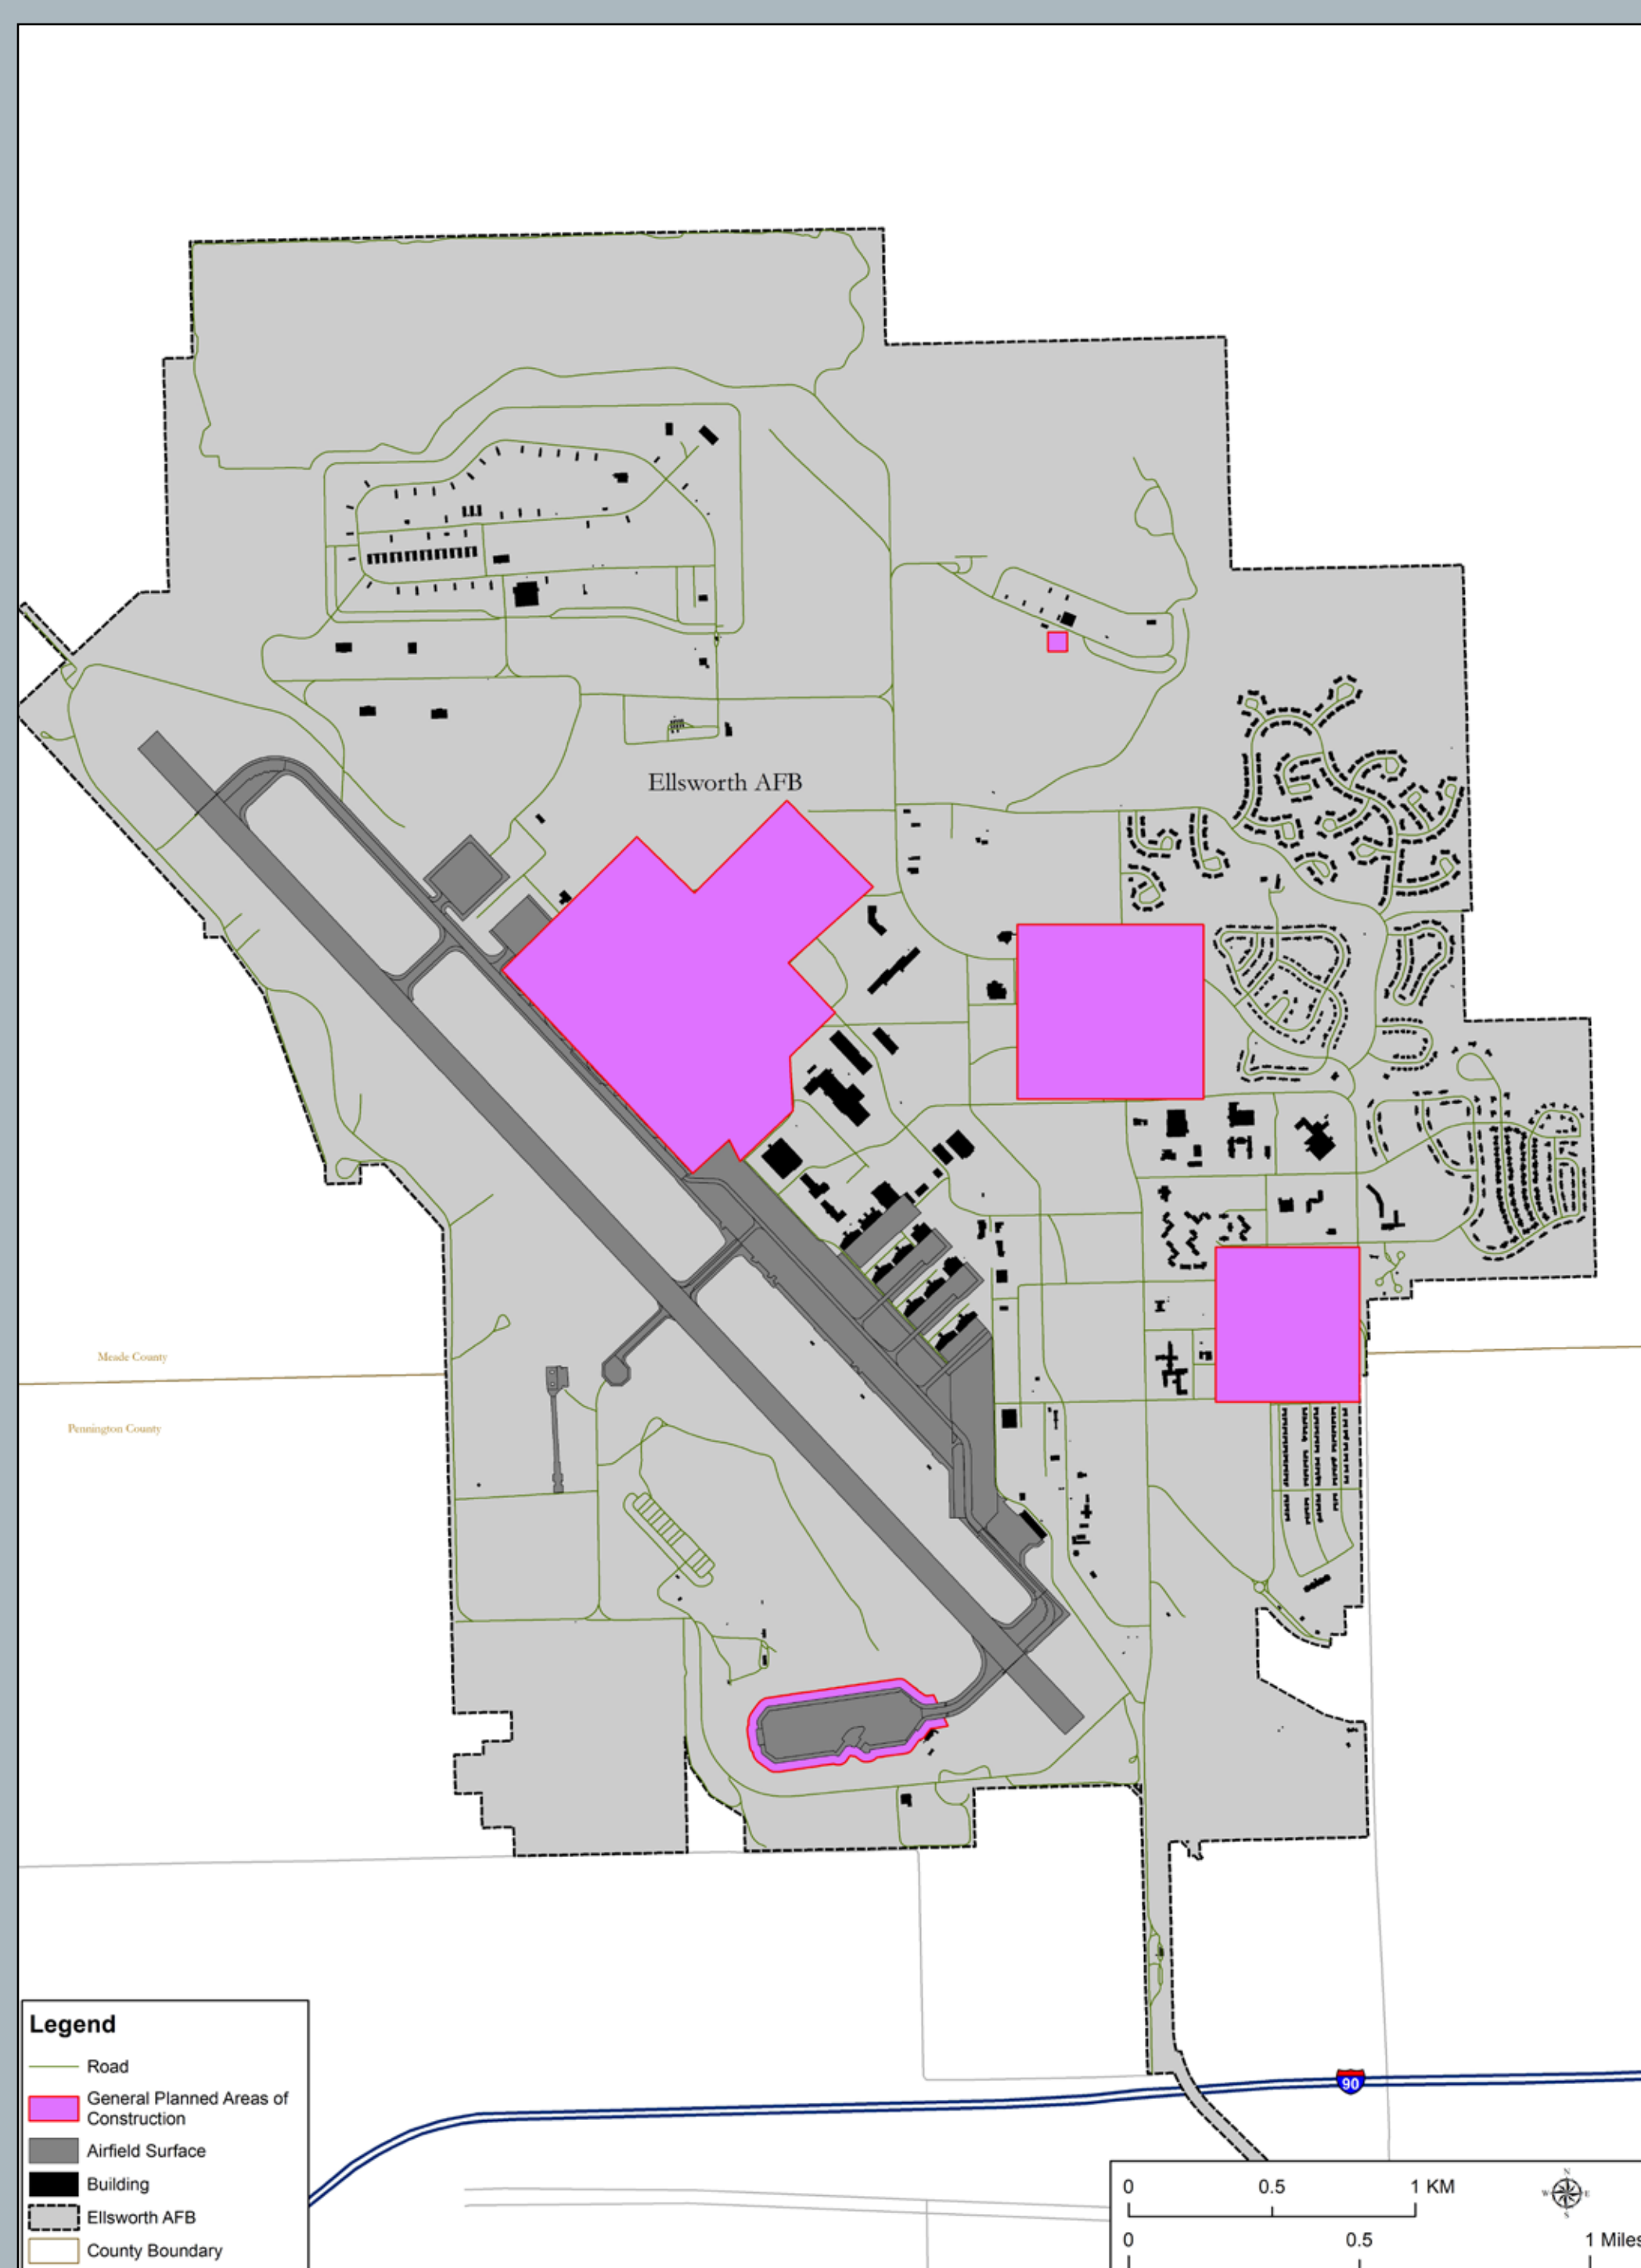 Ellsworth AFB
Meade County
Pennington County
Legend
Road
General Planned Areas of
Construction
Airfield Surface
Building
Ellsworth AFB
County Boundary
90
0 0.5 1 KM
N
W E
S
0 0.5 1 Miles